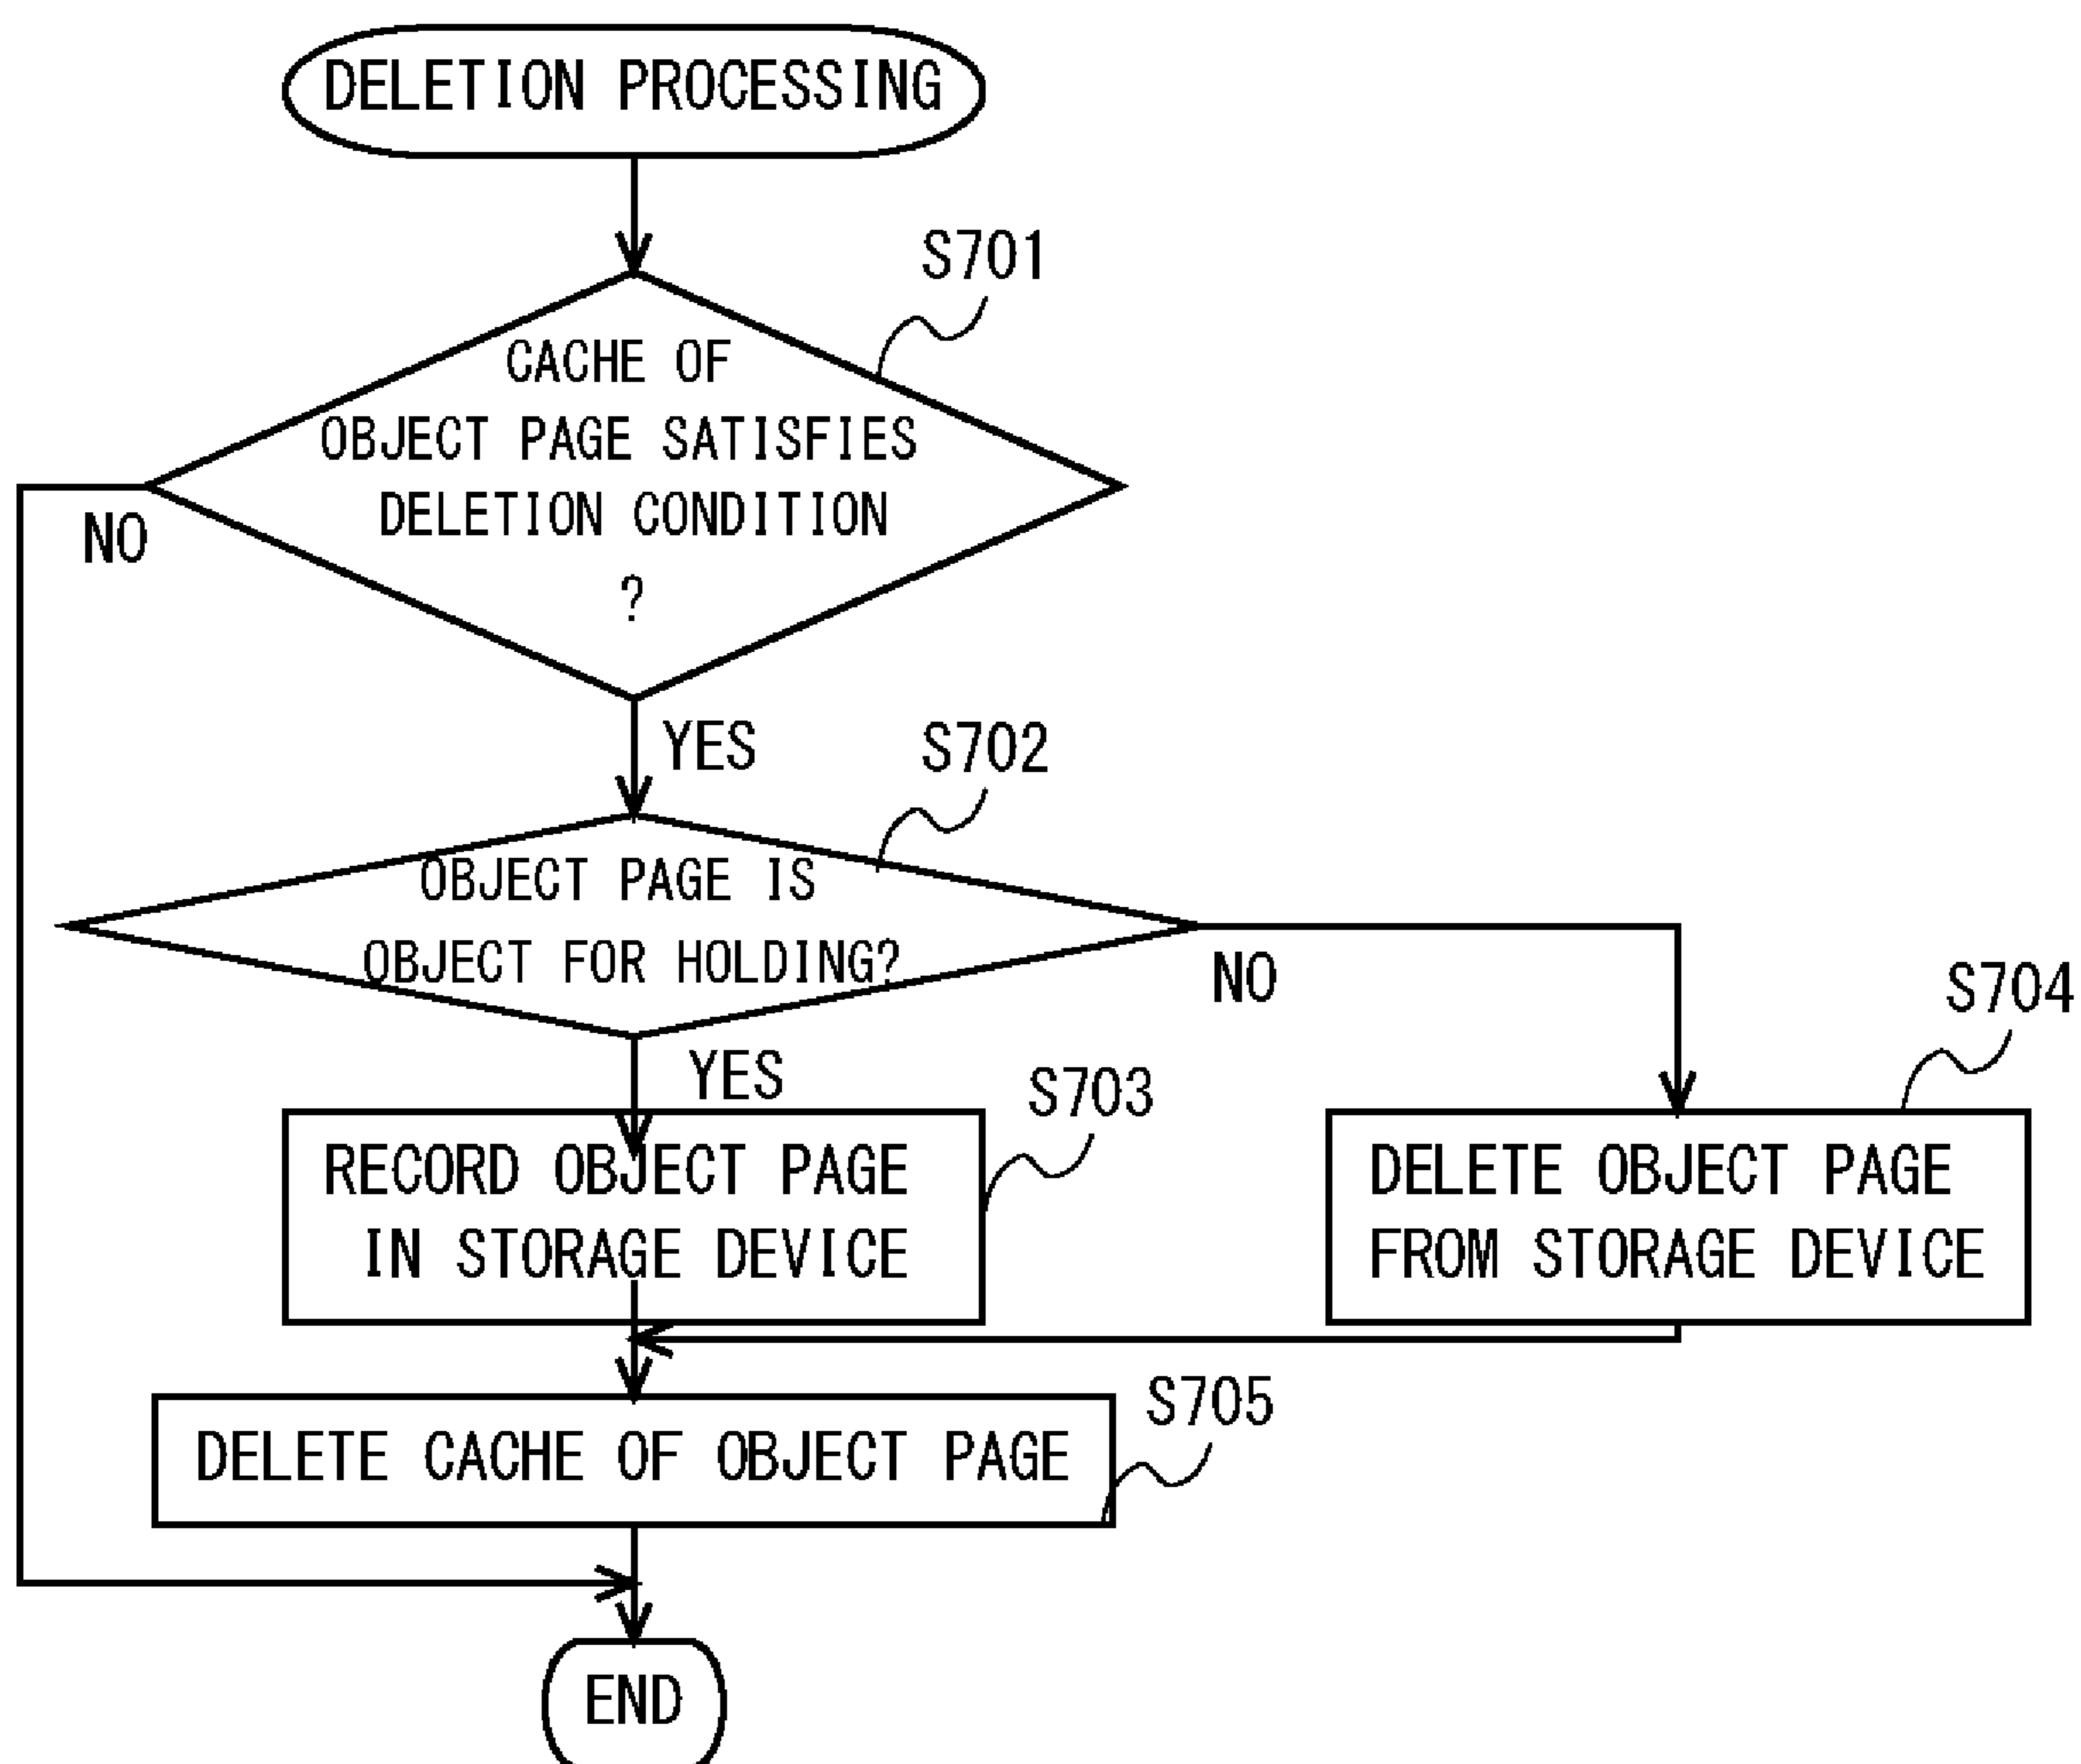 DELETION PROCESSING
S701
CACHE OF
OBJECT PAGE SATISFIES
DELETION CONDITION
?
NO
YES
S702
OBJECT PAGE IS
OBJECT FOR HOLDING?
NO
YES
S703
S704
RECORD OBJECT PAGE
IN STORAGE DEVICE
DELETE OBJECT PAGE
FROM STORAGE DEVICE
S705
DELETE CACHE OF OBJECT PAGE
END